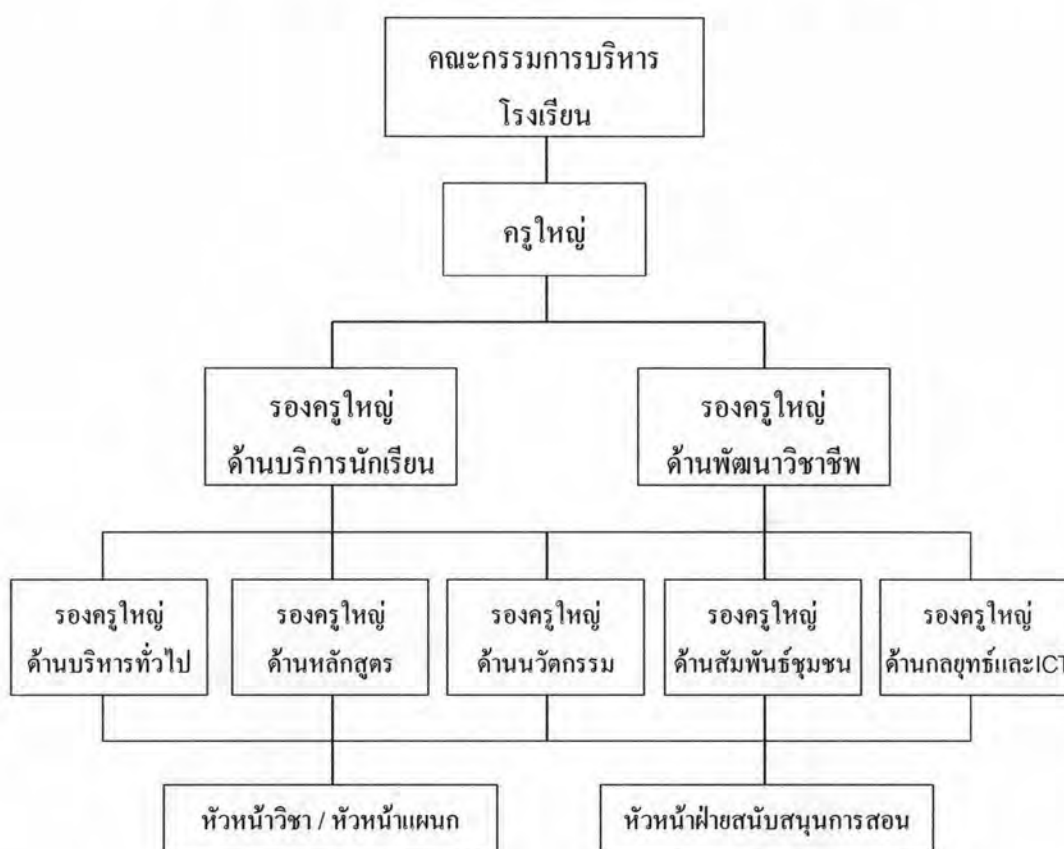 คณะกรรมการบริหาร
โรงเรียน
ครูใหญ่
รองครูใหญ่
ด้านบริการนักเรียน
รองครูใหญ่
ด้านพัฒนาวิชาชีพ
รองครูใหญ่
ด้านบริหารทั่วไป
รองครูใหญ่
ด้านหลักสูตร
รองครูใหญ่
ด้านนวัตกรรม
รองครูใหญ่
ด้านสัมพันธ์ชุมชน
รองครูใหญ่
ด้านกลยุทธ์และICT
หัวหน้าวิชา / หัวหน้าแผนก
หัวหน้าฝ่ายสนับสนุนการสอน